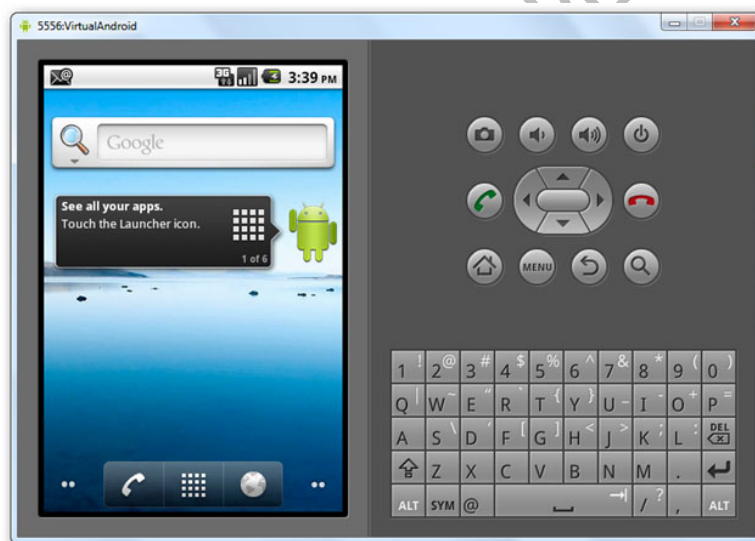 5556:VirtualAndroid
3G
3:39 PM
Google
See all your apps.
Touch the Launcher icon.
1 of 6
MENU
1 ! 2 @ 3 # 4 $ 5 % 6 ^ 7 & 8 * 9 ( 0 )
Q | W ~ E “ R ` T { Y } U _ I - O + P =
A S \ D ' F [ G ] H < J > K ; L : DEL
Z X C V B N M .
ALT SYM @ / ? , ALT